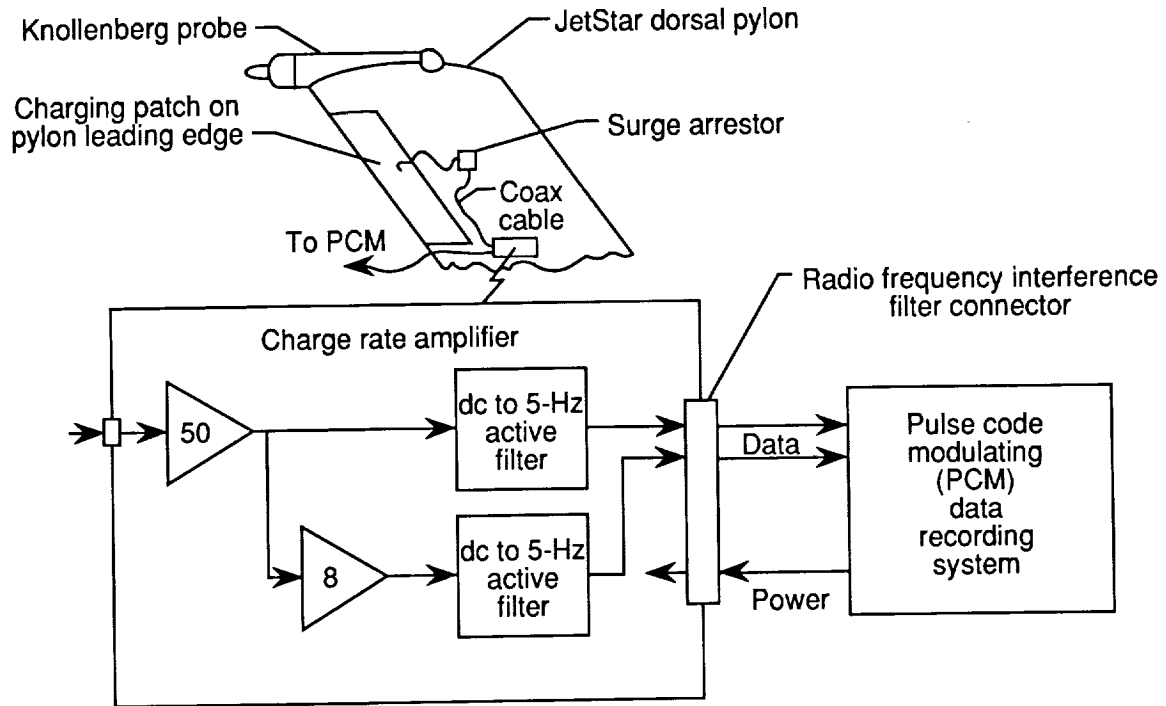 Knollenberg probe
JetStar dorsal pylon
Charging patch on
pylon leading edge
Surge arrestor
Coax
cable
To PCM
Radio frequency interference
filter connector
Charge rate amplifier
50
dc to 5-Hz
active
filter
8
dc to 5-Hz
active
filter
Data
Power
Pulse code
modulating
(PCM)
data
recording
system